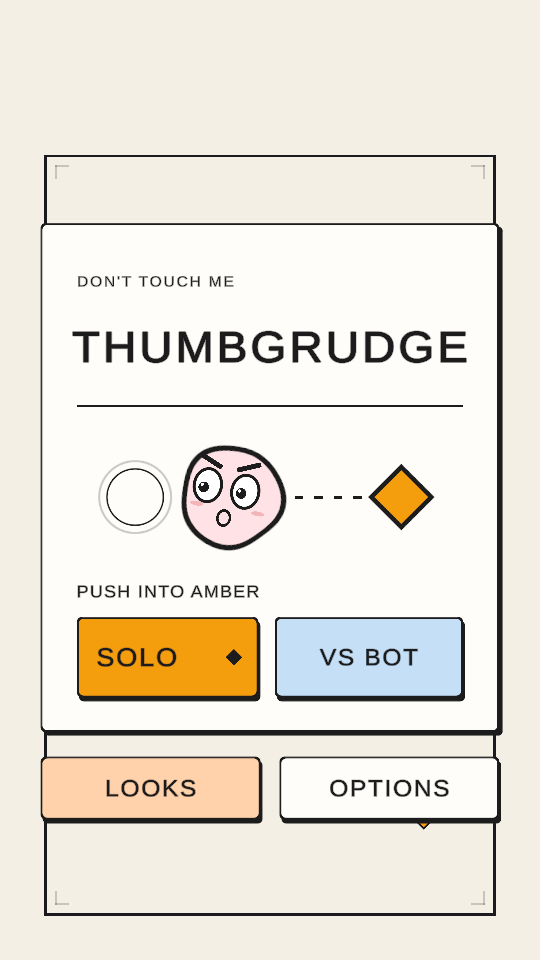 DON'T TOUCH ME
THUMBGRUDGE
PUSH INTO AMBER
SOLO
VS BOT
LOOKS
OPTIONS